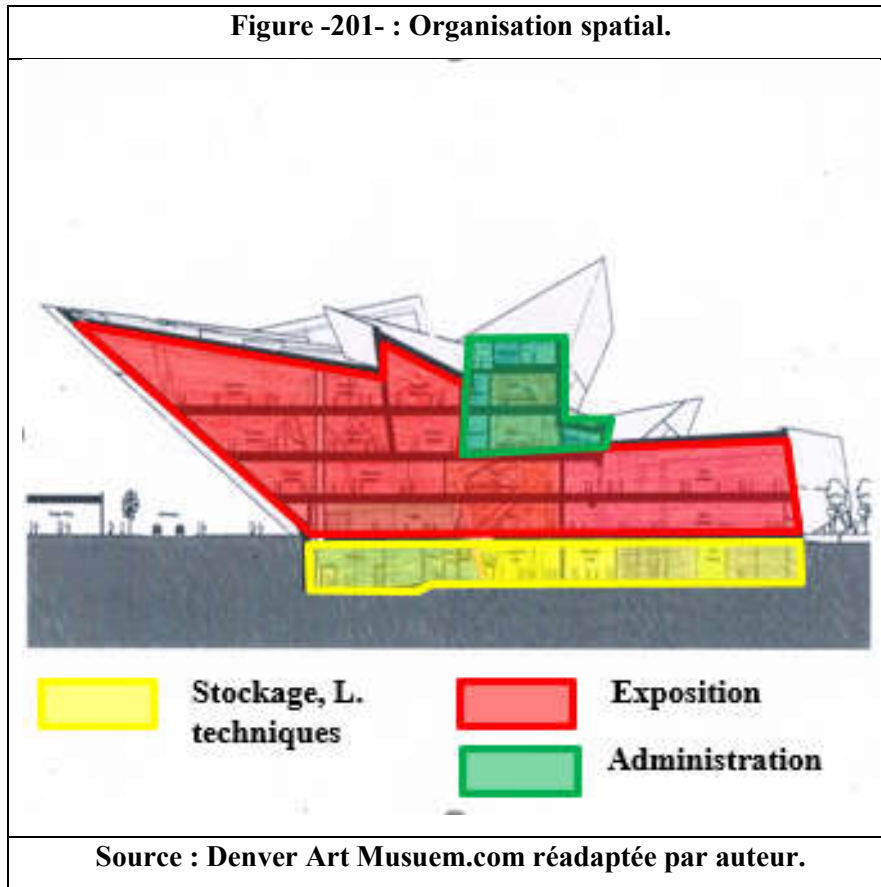 Figure -201- : Organisation spatial.
Stockage, L.
techniques
Exposition
Administration
Source : Denver Art Musuem.com réadaptée par auteur.